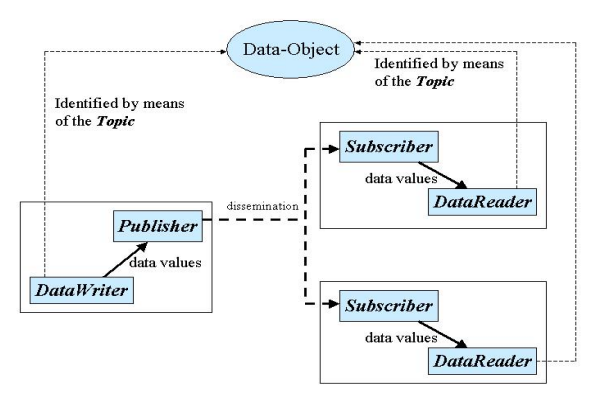 Data-Object
Identified by means
of the Topic
Identified by means
of the Topic
Subscriber
data values
DataReader
dissemination
Publisher
data values
DataWriter
Subscriber
data values
DataReader